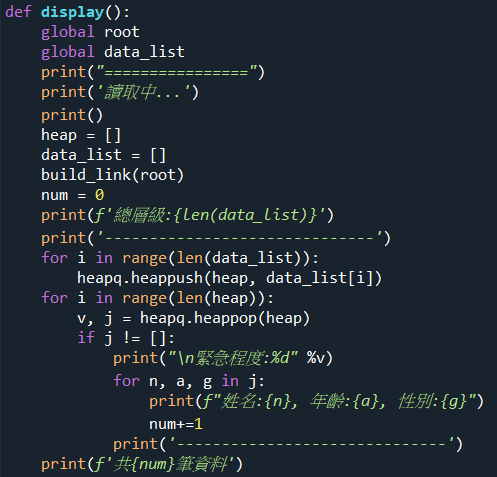 def display():
    global root
    global data_list
    print("================")
    print('讀取中...')
    print()
    heap = []
    data_list = []
    build_link(root)
    num = 0
    print(f'總層級:{len(data_list)}')
    print('------------------------------')
    for i in range(len(data_list)):
        heapq.heappush(heap, data_list[i])
    for i in range(len(heap)):
        v, j = heapq.heappop(heap)
        if j != []:
            print("\n緊急程度:%d" %v)
            for n, a, g in j:
                print(f"姓名:{n}, 年齡:{a}, 性別:{g}")
                num+=1
            print('------------------------------')
    print(f'共{num}筆資料')